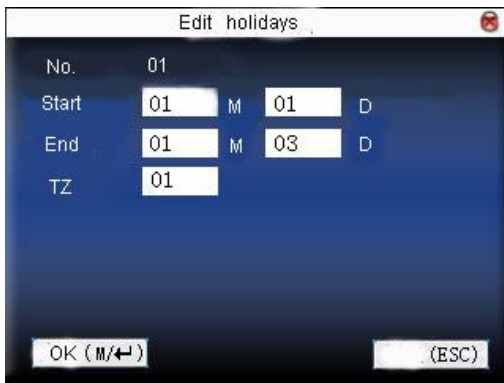 Edit holidays
No. 01
Start 01 M 01 D
End 01 M 03 D
TZ 01
OK (M/↵) (ESC)